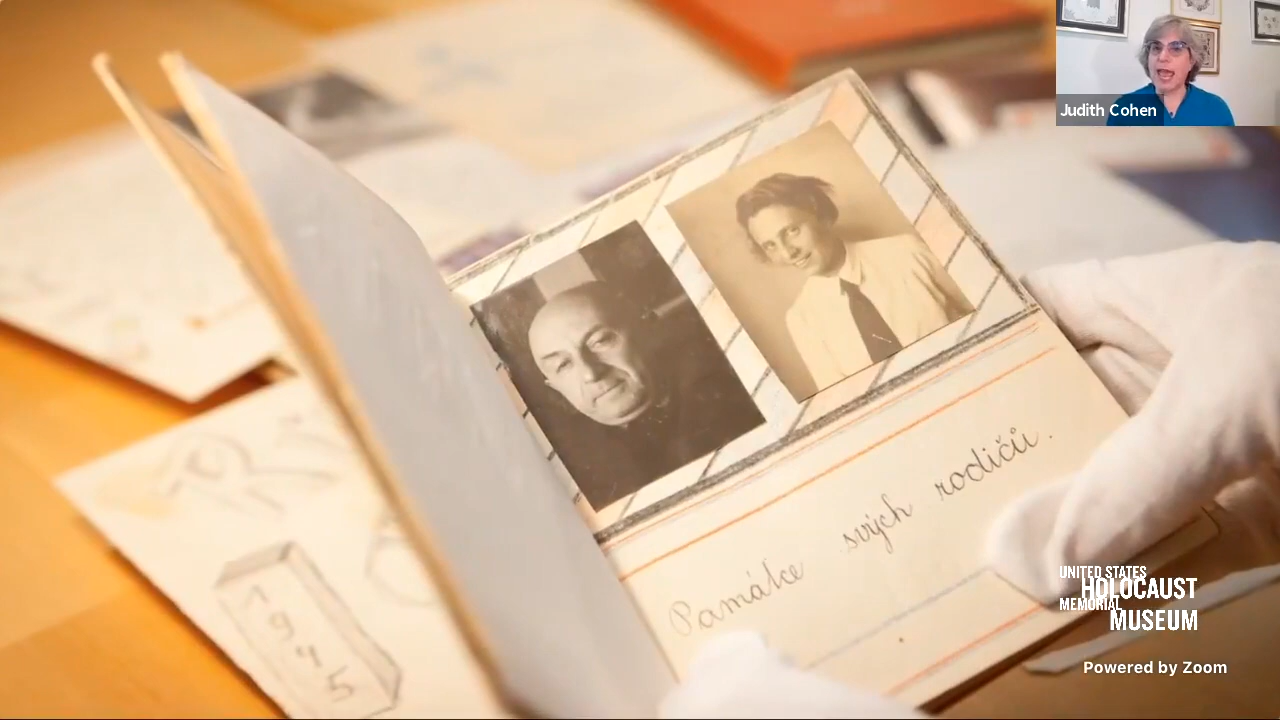 Judith Cohen
Památce svých rodičů.
1945
UNITED STATES
HOLOCAUST
MEMORIAL
MUSEUM
Powered by Zoom